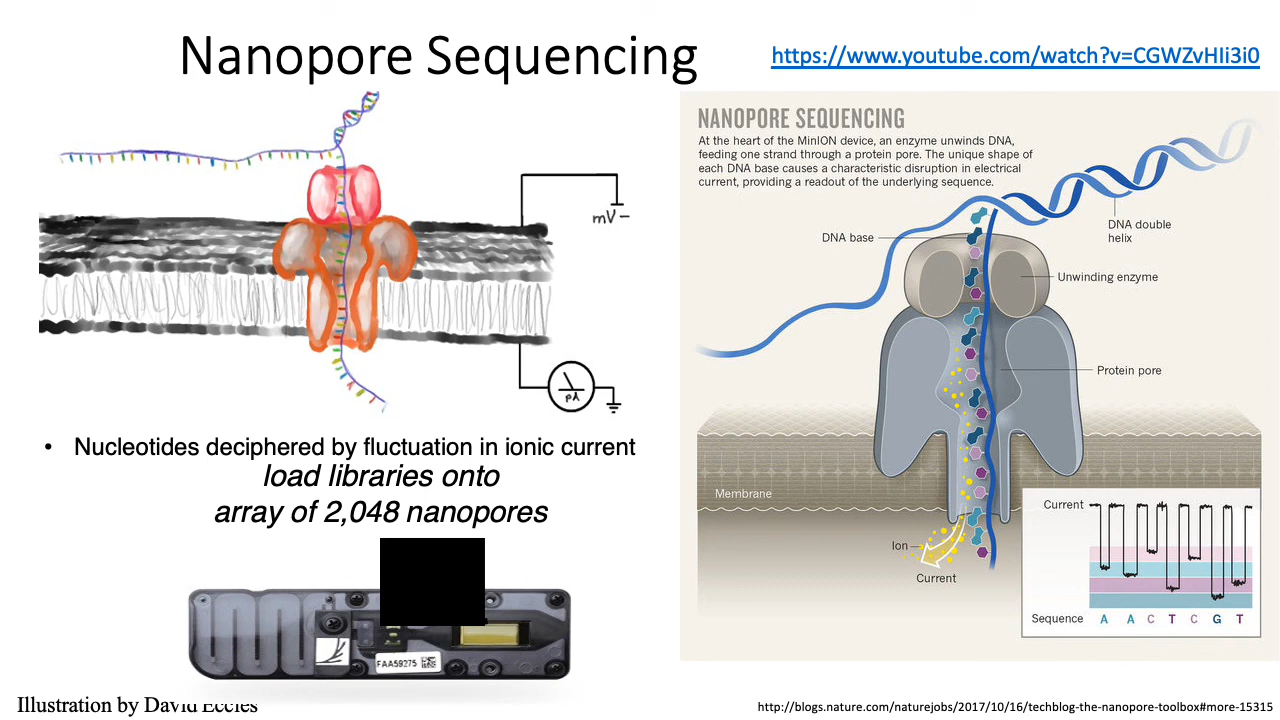 Nanopore Sequencing
https://www.youtube.com/watch?v=CGWZvHIi3i0
mV -
pA
• Nucleotides deciphered by fluctuation in ionic current
load libraries onto
array of 2,048 nanopores
FAA59275
Illustration by David Eccles
NANOPORE SEQUENCING
At the heart of the MinION device, an enzyme unwinds DNA,
feeding one strand through a protein pore. The unique shape of
each DNA base causes a characteristic disruption in electrical
current, providing a readout of the underlying sequence.
DNA base
DNA double
helix
Unwinding enzyme
Protein pore
Membrane
Ion
Current
Current
Sequence A A C T C G T
http://blogs.nature.com/naturejobs/2017/10/16/techblog-the-nanopore-toolbox#more-15315